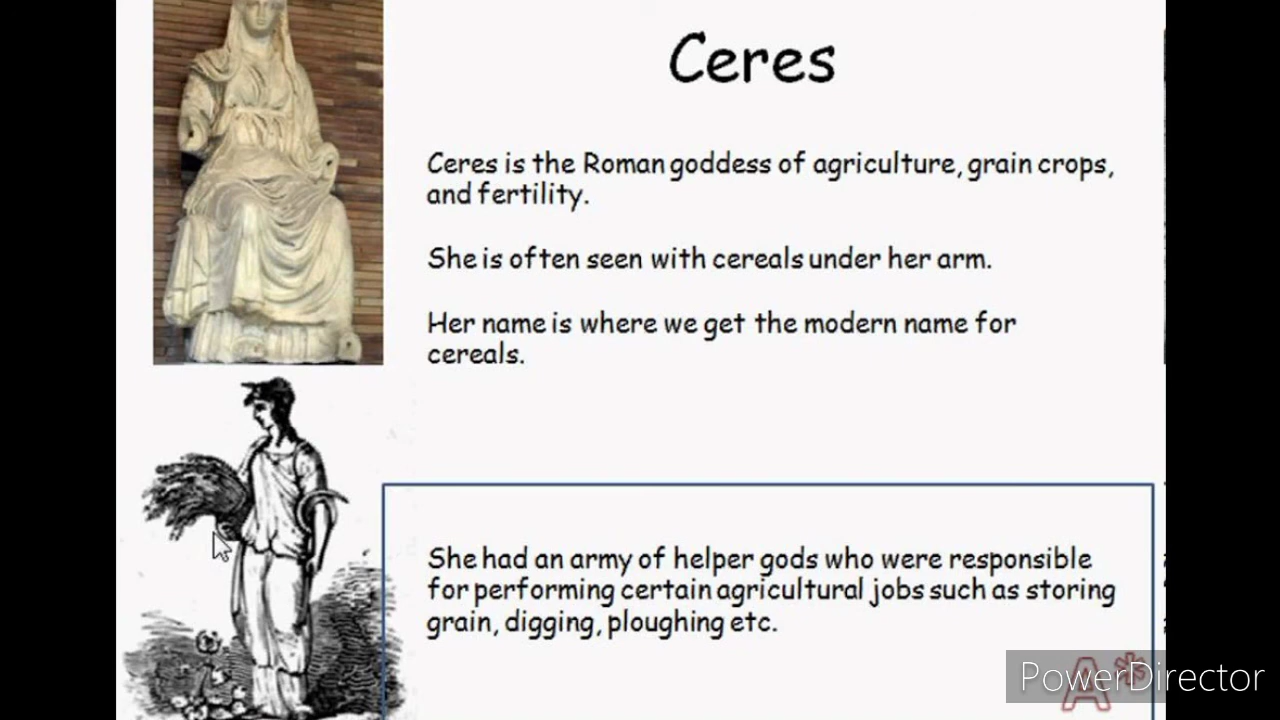 Ceres
Ceres is the Roman goddess of agriculture, grain crops,
and fertility.
She is often seen with cereals under her arm.
Her name is where we get the modern name for
cereals.
She had an army of helper gods who were responsible
for performing certain agricultural jobs such as storing
grain, digging, ploughing etc.
A*
PowerDirector